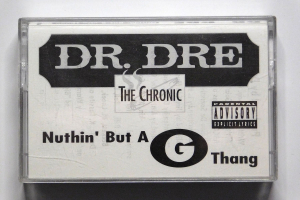 DR. DRE
THE CHRONIC
PARENTAL
ADVISORY
EXPLICIT LYRICS
Nuthin' But A G Thang